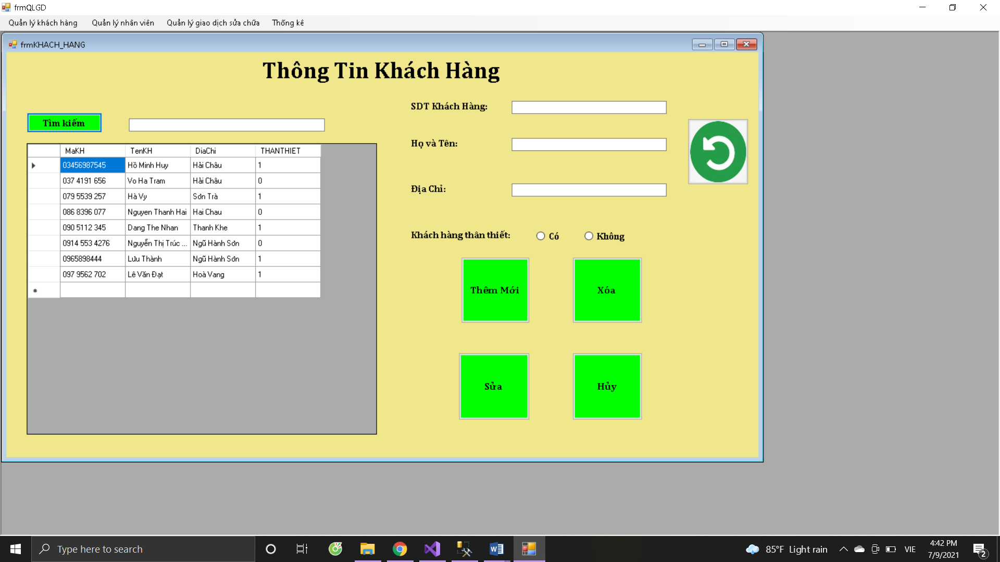 frmQLGD
Quản lý khách hàng Quản lý nhân viên Quản lý giao dịch sửa chữa Thống kê
frmKHACH_HANG
Thông Tin Khách Hàng
Tìm kiếm
MaKH TenKH DiaChi THANTHIET
03456987545 Hồ Minh Huy Hải Châu 1
037 4191 656 Vo Ha Tram Hải Châu 0
079 5539 257 Hà Vy Sơn Trà 1
086 8396 077 Nguyen Thanh Hai Hai Chau 0
090 5112 345 Dang The Nhan Thanh Khe 1
0914 553 4276 Nguyễn Thị Trúc ... Ngũ Hành Sơn 0
0965898444 Lưu Thành Ngũ Hành Sơn 1
097 9562 702 Lê Văn Đạt Hoà Vang 1
SDT Khách Hàng:
Họ và Tên:
Địa Chỉ:
Khách hàng thân thiết: Có Không
Thêm Mới Xóa
Sửa Hủy
Type here to search
85°F Light rain
VIE
4:42 PM
7/9/2021
2